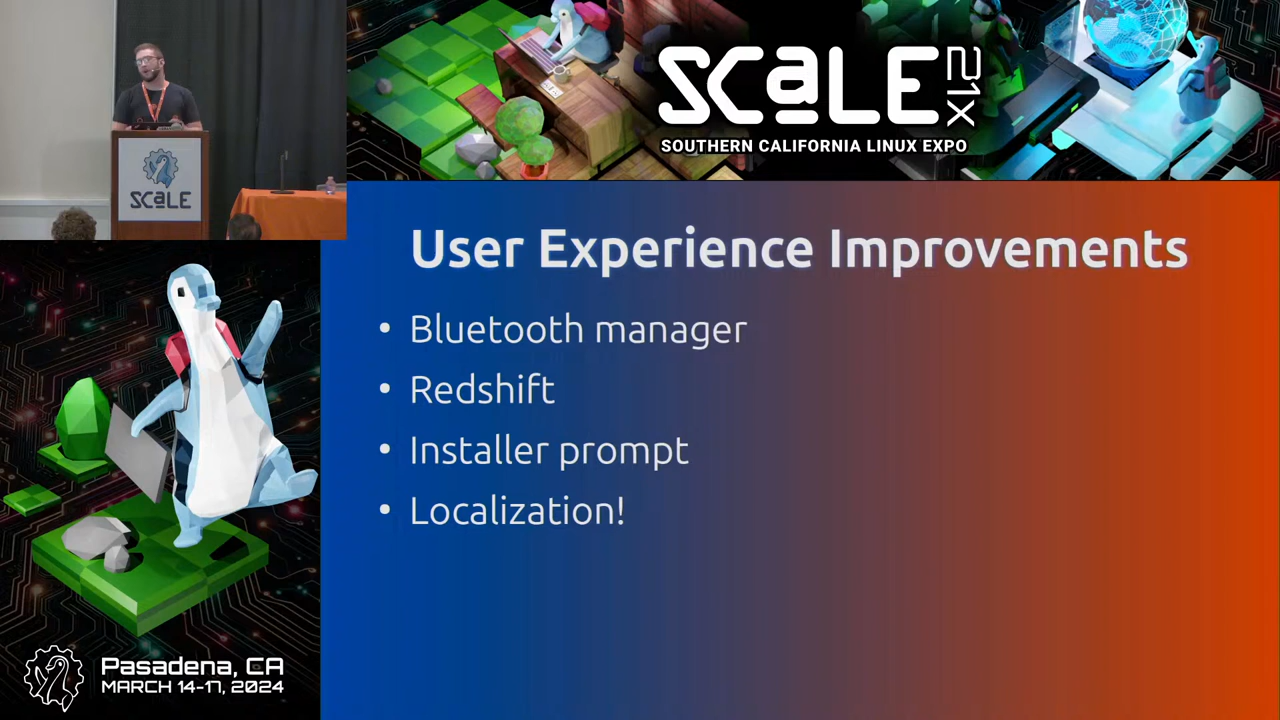 SCaLE 21X
SOUTHERN CALIFORNIA LINUX EXPO
SCaLE
User Experience Improvements
• Bluetooth manager
• Redshift
• Installer prompt
• Localization!
Pasadena, CA
MARCH 14-17, 2024